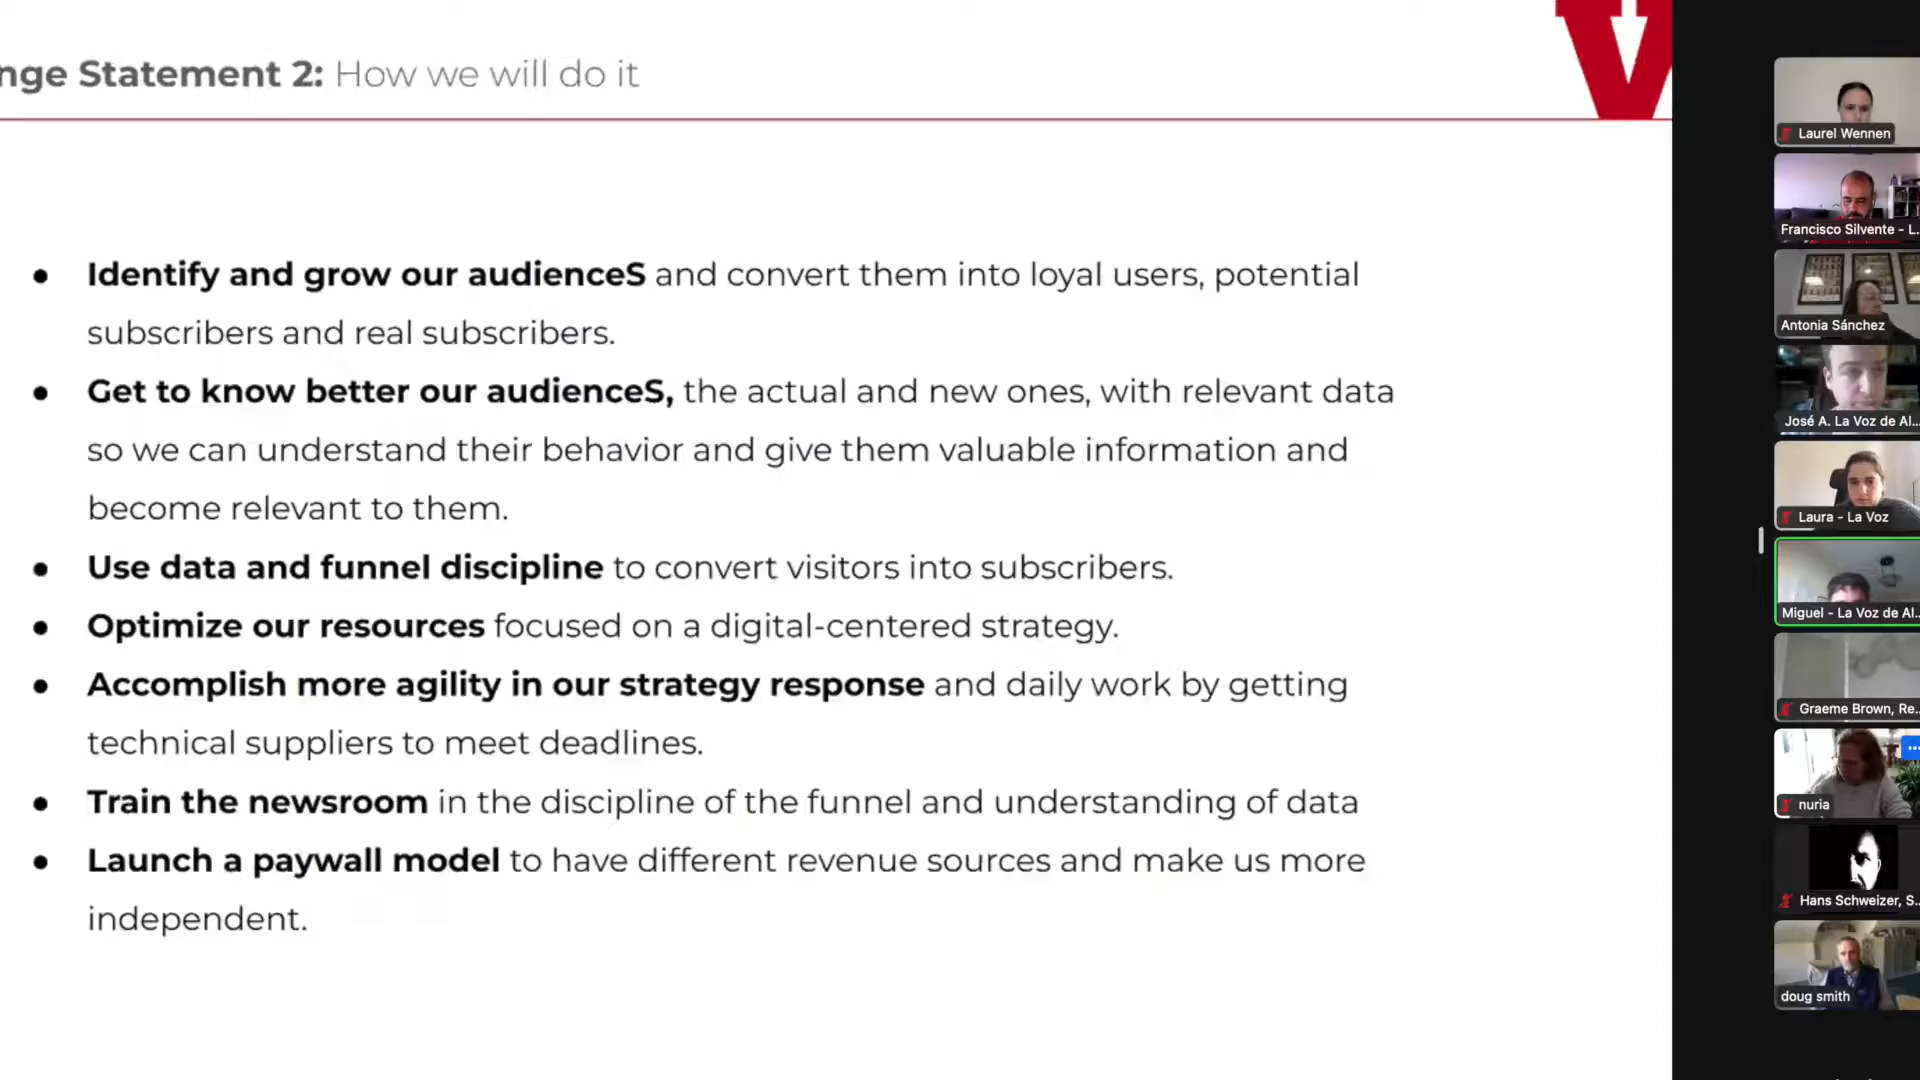 nge Statement 2: How we will do it
V
● Identify and grow our audienceS and convert them into loyal users, potential
subscribers and real subscribers.
● Get to know better our audienceS, the actual and new ones, with relevant data
so we can understand their behavior and give them valuable information and
become relevant to them.
● Use data and funnel discipline to convert visitors into subscribers.
● Optimize our resources focused on a digital-centered strategy.
● Accomplish more agility in our strategy response and daily work by getting
technical suppliers to meet deadlines.
● Train the newsroom in the discipline of the funnel and understanding of data
● Launch a paywall model to have different revenue sources and make us more
independent.
Laurel Wennen
Francisco Silvente - L...
Antonia Sánchez
José A. La Voz de Al...
Laura - La Voz
Miguel - La Voz de Al...
Graeme Brown, Re...
nuria
Hans Schweizer, S...
doug smith